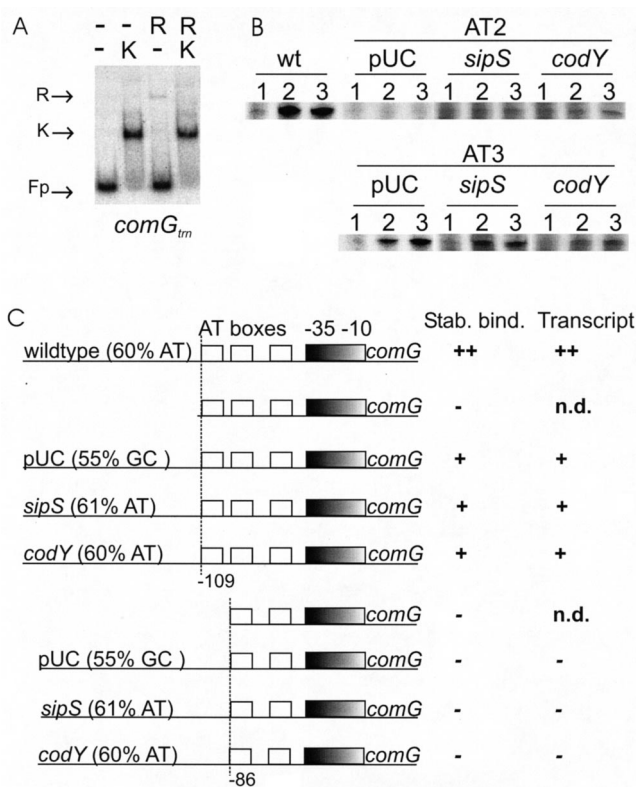 A
- - R R
- K - K
R→
K→
Fp→
comGtrn
B
AT2
wt pUC sipS codY
1 2 3 1 2 3 1 2 3 1 2 3
AT3
pUC sipS codY
1 2 3 1 2 3 1 2 3
C
AT boxes -35 -10 Stab. bind. Transcript
wildtype (60% AT) comG ++ ++
comG - n.d.
pUC (55% GC ) comG + +
sipS (61% AT) comG + +
codY (60% AT) comG + +
-109
comG - n.d.
pUC (55% GC ) comG - -
sipS (61% AT) comG - -
codY (60% AT) comG - -
-86